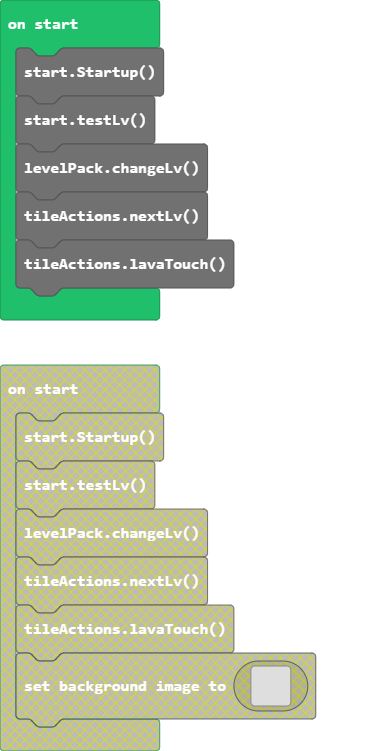 on start
start.Startup()
start.testLv()
levelPack.changeLv()
tileActions.nextLv()
tileActions.lavaTouch()
on start
start.Startup()
start.testLv()
levelPack.changeLv()
tileActions.nextLv()
tileActions.lavaTouch()
set background image to